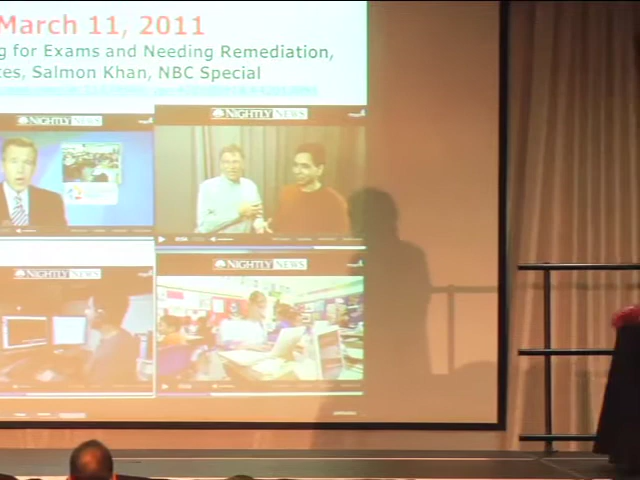 March 11, 2011
g for Exams and Needing Remediation,
tes, Salmon Khan, NBC Special
NIGHTLY NEWS
NIGHTLY NEWS
NIGHTLY NEWS
NIGHTLY NEWS